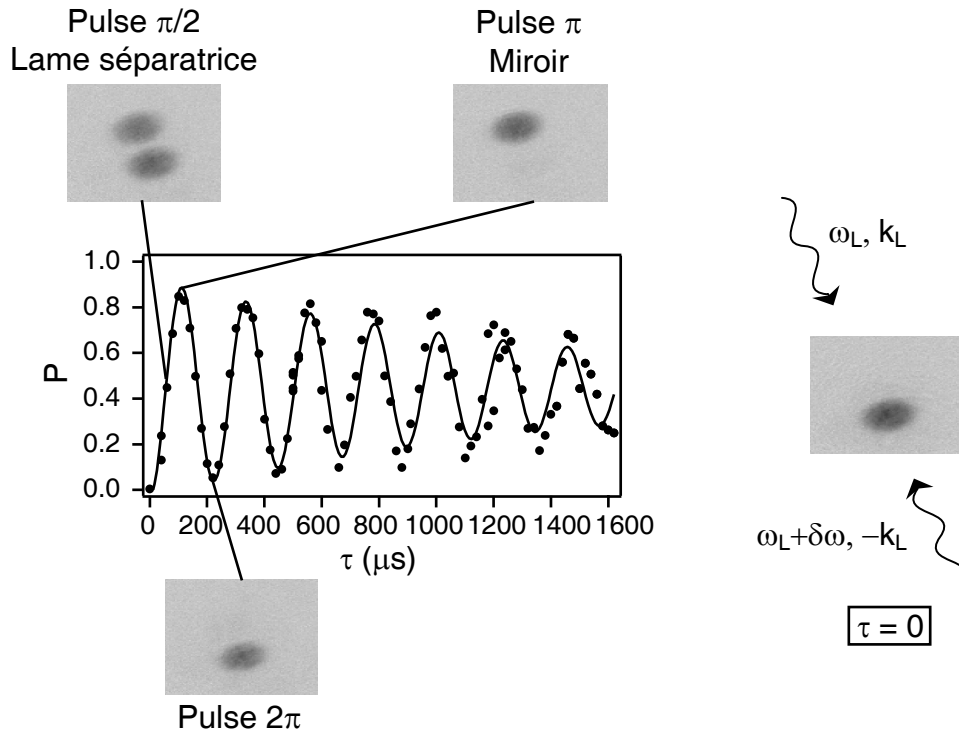 Pulse π/2
Lame séparatrice
Pulse π
Miroir
ωL, kL
1.0
0.8
0.6
0.4
0.2
0.0
P
0 200 400 600 800 1000 1200 1400 1600
τ (μs)
ωL+δω, –kL
τ = 0
Pulse 2π